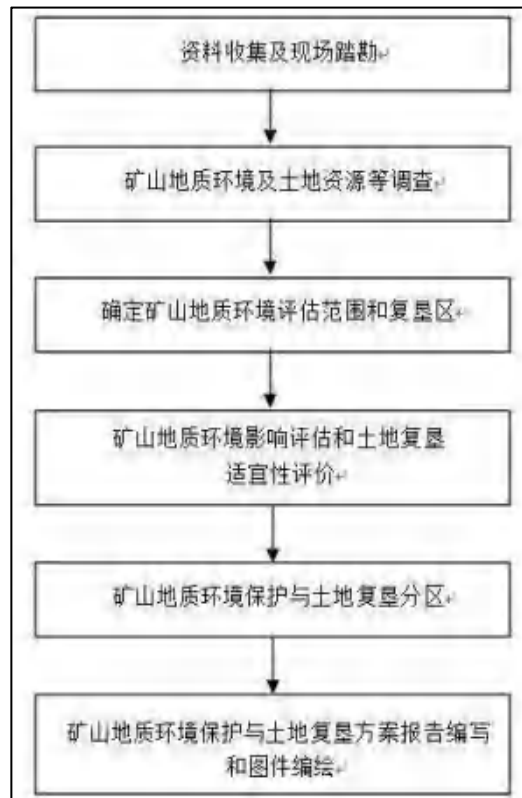 资料收集及现场踏勘
矿山地质环境及土地资源等调查
确定矿山地质环境评估范围和复垦区
矿山地质环境影响评估和土地复垦
适宜性评价
矿山地质环境保护与土地复垦分区
矿山地质环境保护与土地复垦方案报告编写
和图件编绘